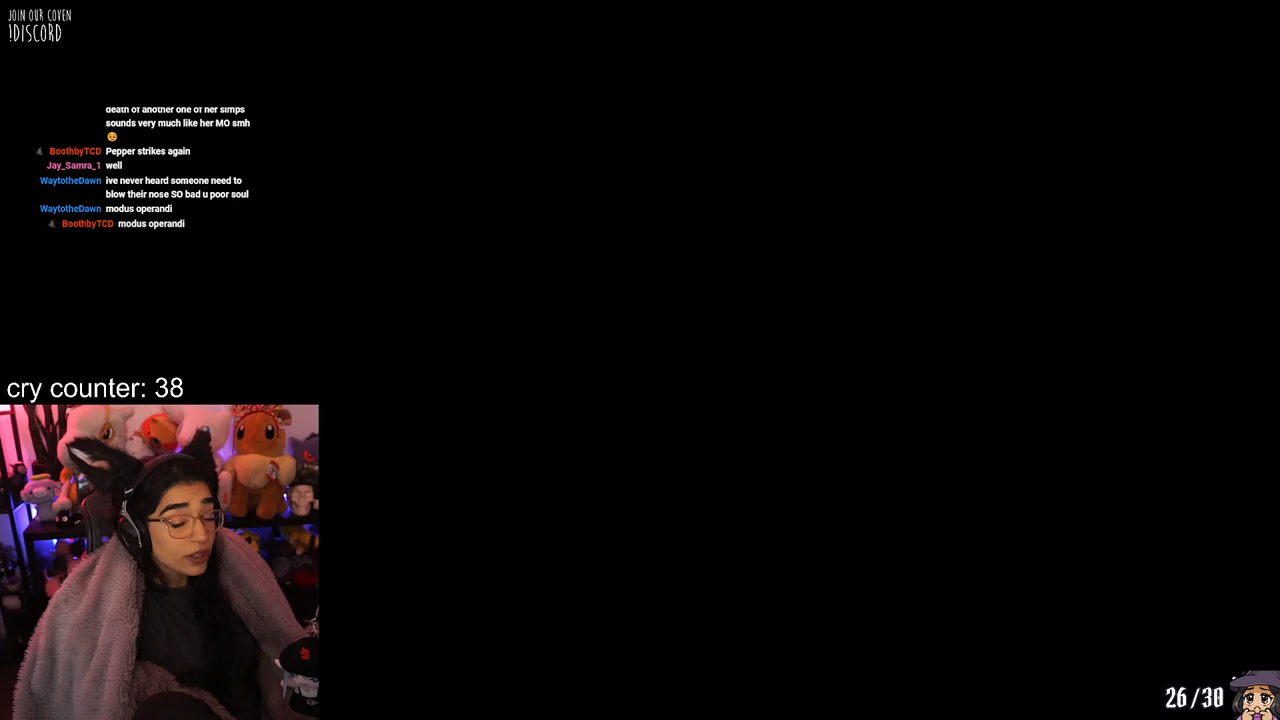 JOIN OUR COVEN
!DISCORD
death of another one of her simps
sounds very much like her MO smh
😔
BoothbyTCD Pepper strikes again
Jay_Samra_1 well
WaytotheDawn ive never heard someone need to
blow their nose SO bad u poor soul
WaytotheDawn modus operandi
BoothbyTCD modus operandi
cry counter: 38
26/30